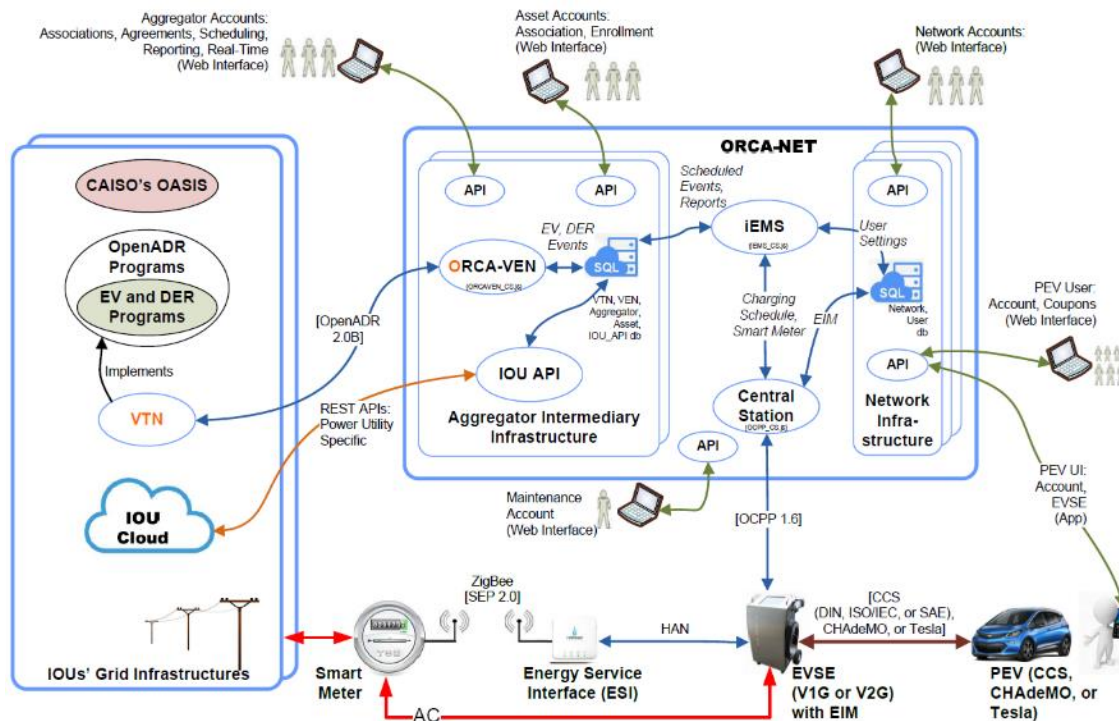 Aggregator Accounts:
Associations, Agreements, Scheduling,
Reporting, Real-Time
(Web Interface)
Asset Accounts:
Association, Enrollment
(Web Interface)
Network Accounts:
(Web Interface)
ORCA-NET
CAISO's OASIS
OpenADR
Programs
EV and DER
Programs
Implements
VTN
IOU
Cloud
IOUs' Grid Infrastructures
[OpenADR
2.0B]
REST APIs:
Power Utility
Specific
API
API
ORCA-VEN
[ORCAVEN_CS.js]
EV, DER
Events
SQL
VTN, VEN,
Aggregator,
Asset,
IOU_API db
IOU API
Aggregator Intermediary
Infrastructure
Scheduled
Events,
Reports
iEMS
[IEMS_CS.js]
Charging
Schedule,
Smart Meter
EIM
Central
Station
[OCPP_CS.js]
API
User
Settings
API
SQL
Network,
User
db
API
Network
Infra-
structure
PEV User:
Account, Coupons
(Web Interface)
PEV UI:
Account,
EVSE
(App)
Maintenance
Account
(Web Interface)
[OCPP 1.6]
ZigBee
[SEP 2.0]
Smart
Meter
Energy Service
Interface (ESI)
HAN
AC
EVSE
(V1G or V2G)
with EIM
[CCS
(DIN, ISO/IEC, or SAE),
CHAdeMO, or
Tesla]
PEV (CCS,
CHAdeMO, or
Tesla)